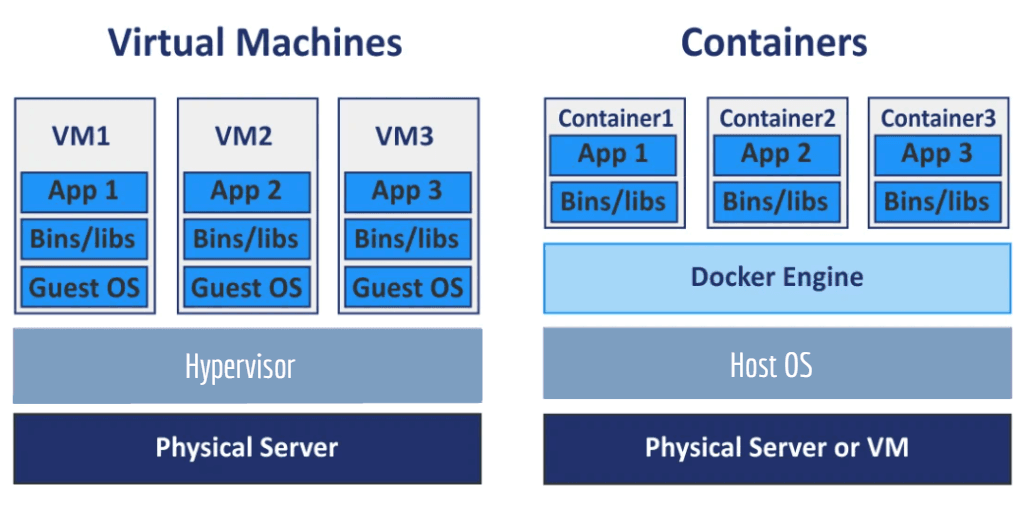 Virtual Machines
VM1
App 1
Bins/libs
Guest OS
VM2
App 2
Bins/libs
Guest OS
VM3
App 3
Bins/libs
Guest OS
Hypervisor
Physical Server
Containers
Container1
App 1
Bins/libs
Container2
App 2
Bins/libs
Container3
App 3
Bins/libs
Docker Engine
Host OS
Physical Server or VM